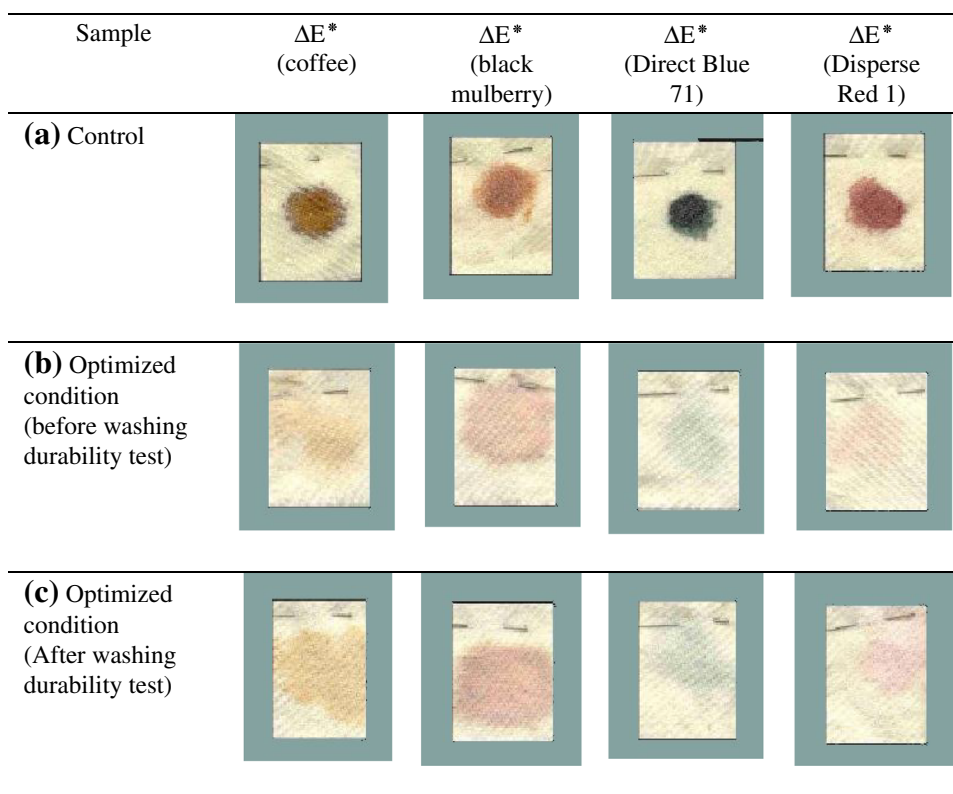 Sample
ΔE*
(coffee)
ΔE*
(black
mulberry)
ΔE*
(Direct Blue
71)
ΔE*
(Disperse
Red 1)
(a) Control
(b) Optimized
condition
(before washing
durability test)
(c) Optimized
condition
(After washing
durability test)